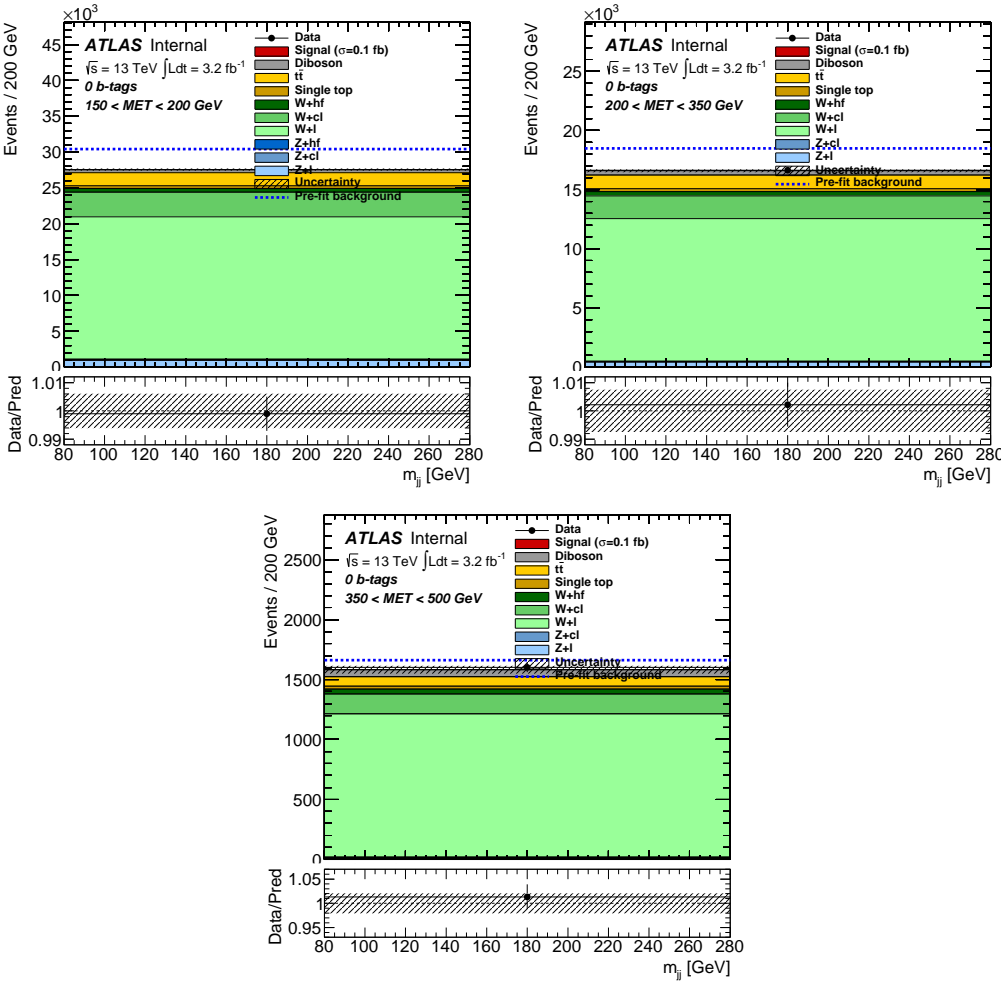 ×10³
Events / 200 GeV
45
40
35
30
25
20
15
10
5
0
ATLAS Internal
√s = 13 TeV ∫Ldt = 3.2 fb⁻¹
0 b-tags
150 < MET < 200 GeV
Data
Signal (σ=0.1 fb)
Diboson
tt̄
Single top
W+hf
W+cl
W+l
Z+hf
Z+cl
Z+l
Uncertainty
Pre-fit background
Data/Pred
1.01
1
0.99
80 100 120 140 160 180 200 220 240 260 280
m_jj [GeV]
×10³
Events / 200 GeV
25
20
15
10
5
0
ATLAS Internal
√s = 13 TeV ∫Ldt = 3.2 fb⁻¹
0 b-tags
200 < MET < 350 GeV
Data
Signal (σ=0.1 fb)
Diboson
tt̄
Single top
W+hf
W+cl
W+l
Z+cl
Z+l
Uncertainty
Pre-fit background
Data/Pred
1.01
1
0.99
80 100 120 140 160 180 200 220 240 260 280
m_jj [GeV]
Events / 200 GeV
2500
2000
1500
1000
500
0
ATLAS Internal
√s = 13 TeV ∫Ldt = 3.2 fb⁻¹
0 b-tags
350 < MET < 500 GeV
Data
Signal (σ=0.1 fb)
Diboson
tt̄
Single top
W+hf
W+cl
W+l
Z+cl
Z+l
Uncertainty
Pre-fit background
Data/Pred
1.05
1
0.95
80 100 120 140 160 180 200 220 240 260 280
m_jj [GeV]